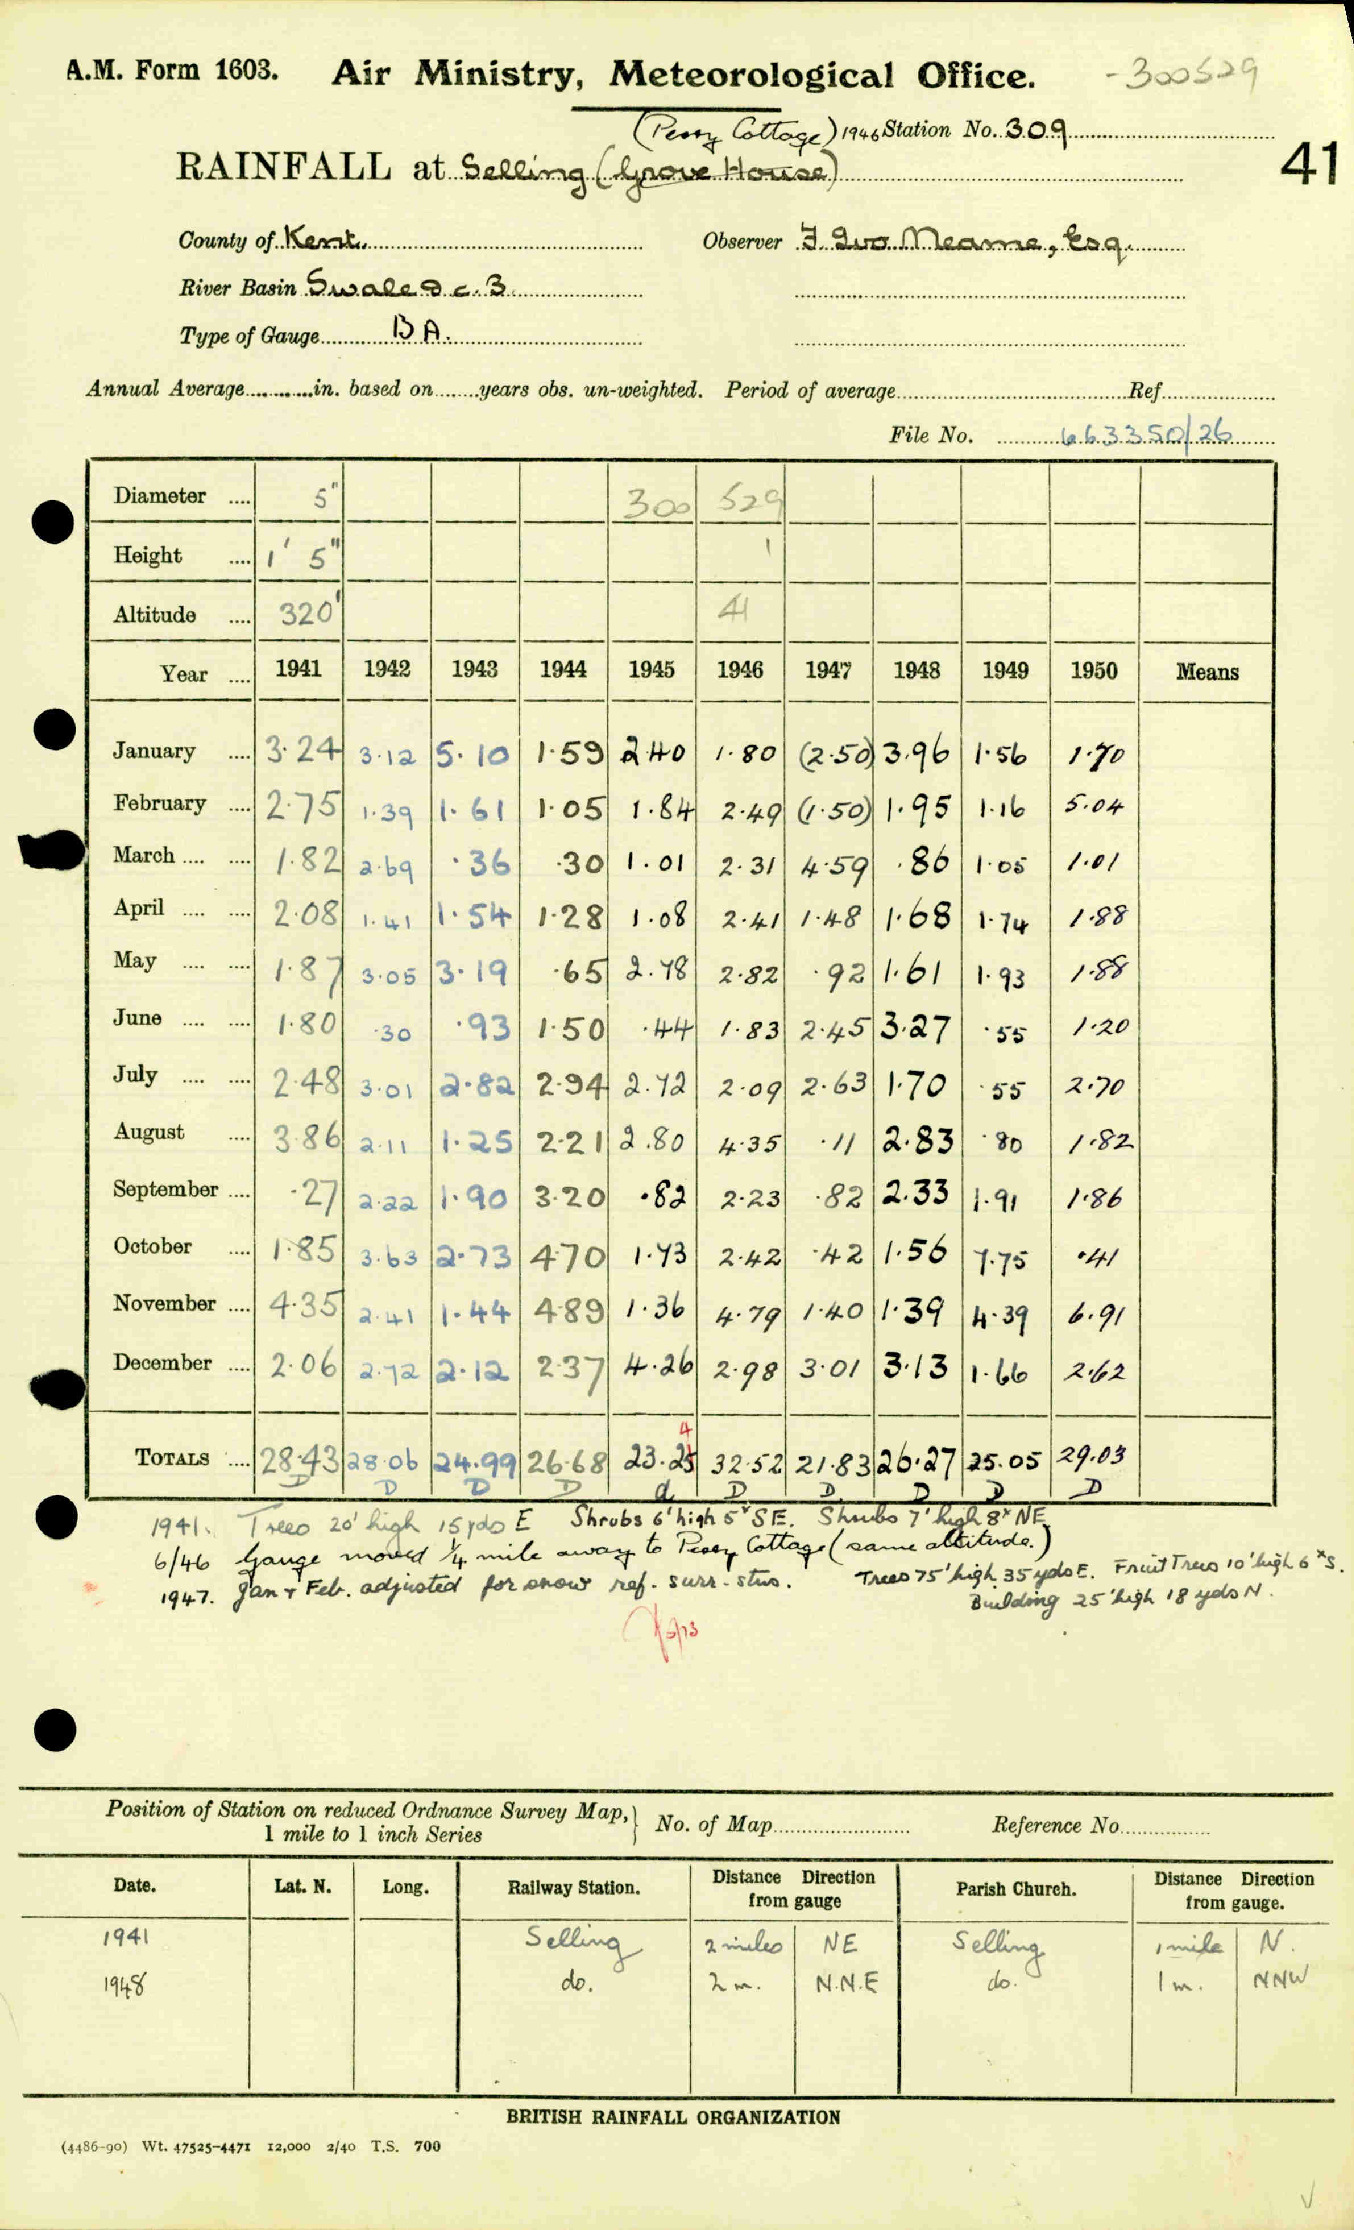 A.M. Form 1603. Air Ministry, Meteorological Office. -300529
(Perry Cottage) 1946 Station No. 309
RAINFALL at Selling (Grove House) 41
County of Kent. Observer F Ivo Neame, Esq.
River Basin Swale D c. 3.
Type of Gauge BA.
Annual Average in. based on years obs. un-weighted. Period of average Ref.
File No. 663350/26
Diameter 5" 300 529
Height 1' 5" 1
Altitude 320' 41
Year 1941 1942 1943 1944 1945 1946 1947 1948 1949 1950 Means
January 3.24 3.12 5.10 1.59 2.40 1.80 (2.50) 3.96 1.56 1.70
February 2.75 1.39 1.61 1.05 1.84 2.49 (1.50) 1.95 1.16 5.04
March 1.82 2.69 .36 .30 1.01 2.31 4.59 .86 1.05 1.01
April 2.08 1.41 1.54 1.28 1.08 2.41 1.48 1.68 1.74 1.88
May 1.87 3.05 3.19 .65 2.78 2.82 .92 1.61 1.93 1.88
June 1.80 .30 .93 1.50 .44 1.83 2.45 3.27 .55 1.20
July 2.48 3.01 2.82 2.94 2.72 2.09 2.63 1.70 .55 2.70
August 3.86 2.11 1.25 2.21 2.80 4.35 .11 2.83 .80 1.82
September .27 2.22 1.90 3.20 .82 2.23 .82 2.33 1.91 1.86
October 1.85 3.63 2.73 4.70 1.73 2.42 .42 1.56 7.75 .41
November 4.35 2.41 1.44 4.89 1.36 4.79 1.40 1.39 4.39 6.91
December 2.06 2.72 2.12 2.37 4.26 2.98 3.01 3.13 1.66 2.62
4
TOTALS 28.43 28.06 24.99 26.68 23.25 32.52 21.83 26.27 25.05 29.03
D D D D d D D. D D D
1941. Trees 20' high 15 yds E Shrubs 6' high 5x SE. Shrubs 7' high 8x NE.
6/46 Gauge moved 1/4 mile away to Perry Cottage (same altitude.)
1947. Jan & Feb. adjusted for snow ref. surr. stns. Trees 75' high 35 yds E. Fruit Trees 10' high 6x S.
Building 25' high 18 yds N.
Position of Station on reduced Ordnance Survey Map, 1 mile to 1 inch Series No. of Map Reference No.
Date. Lat. N. Long. Railway Station. Distance Direction from gauge Parish Church. Distance Direction from gauge.
1941 Selling 2 miles NE Selling 1 mile N.
1948 do. 2 m. N.N.E do. 1 m. NNW
BRITISH RAINFALL ORGANIZATION
(4486-90) Wt. 47525-4471 12,000 2/40 T.S. 700